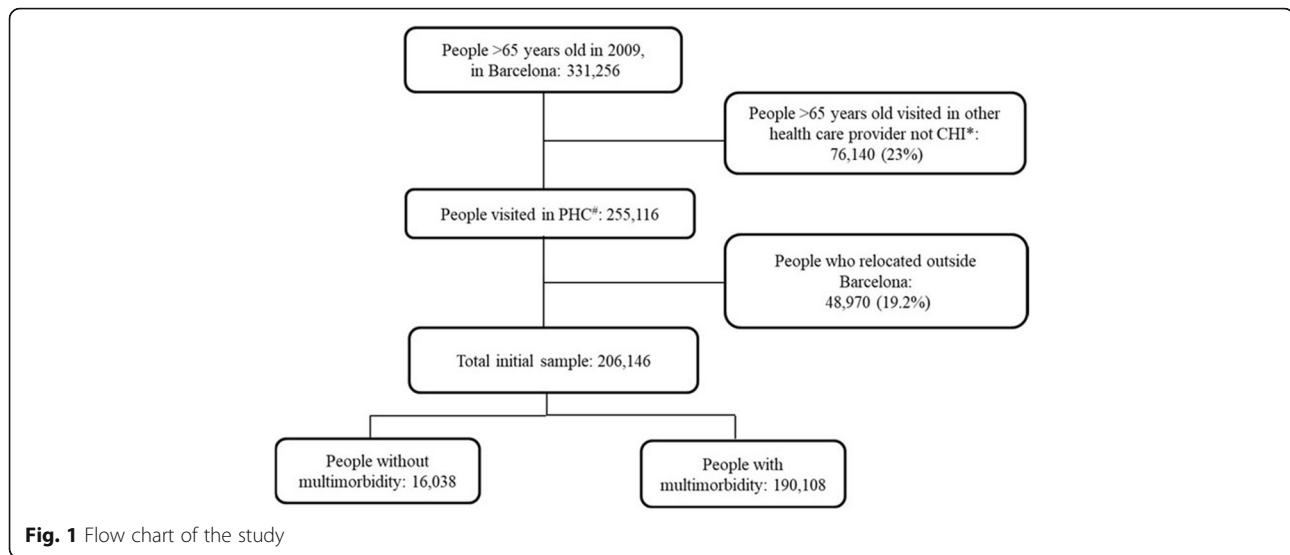 People >65 years old in 2009,
in Barcelona: 331,256
People >65 years old visited in other
health care provider not CHI*:
76,140 (23%)
People visited in PHC#: 255,116
People who relocated outside
Barcelona:
48,970 (19.2%)
Total initial sample: 206,146
People without
multimorbidity: 16,038
People with
multimorbidity: 190,108
Fig. 1 Flow chart of the study